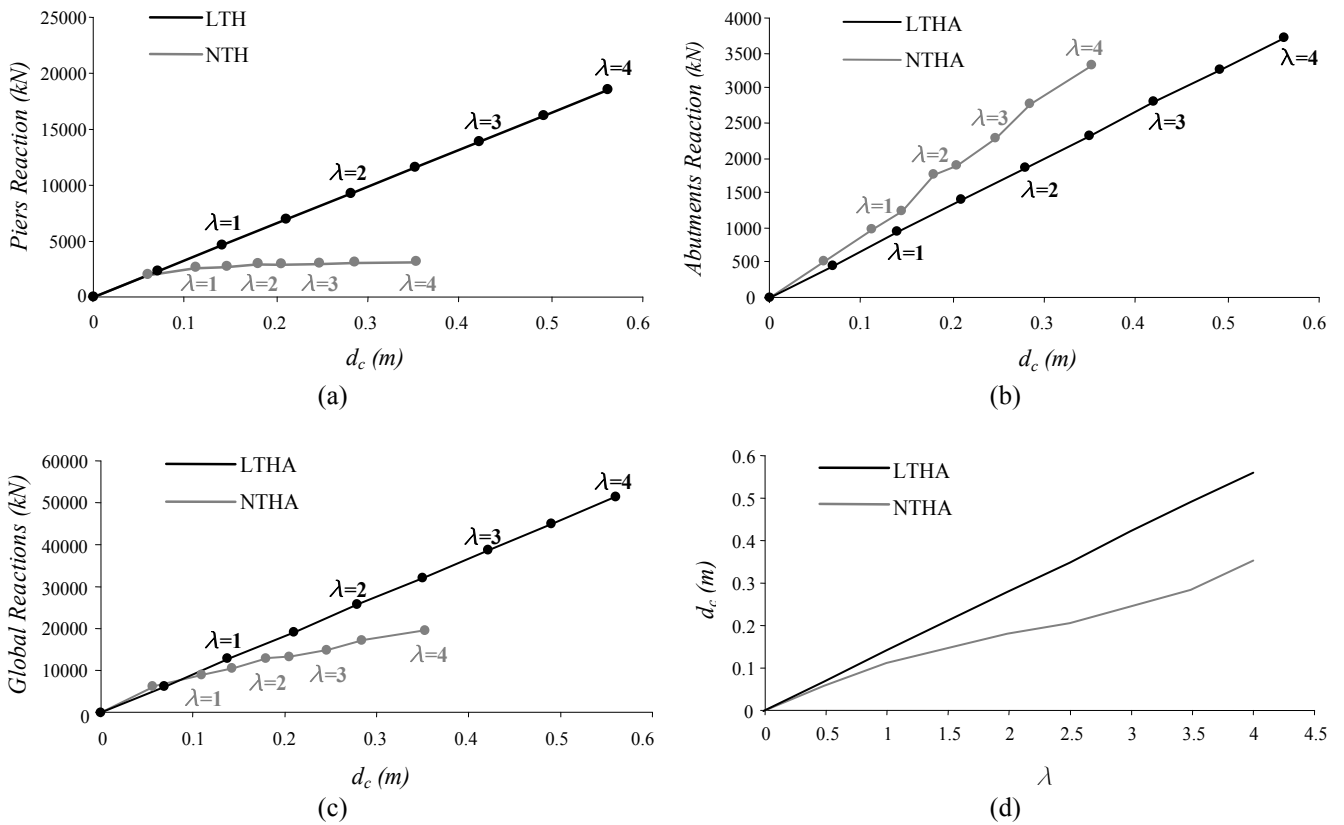 25000
20000
15000
10000
5000
0
Piers Reaction (kN)
LTH
NTH
λ=1
λ=2
λ=3
λ=4
λ=1
λ=2
λ=3
λ=4
0 0.1 0.2 0.3 0.4 0.5 0.6
d_c (m)
(a)
4000
3500
3000
2500
2000
1500
1000
500
0
Abutments Reaction (kN)
LTHA
NTHA
λ=1
λ=2
λ=3
λ=4
λ=1
λ=2
λ=3
λ=4
0 0.1 0.2 0.3 0.4 0.5 0.6
d_c (m)
(b)
60000
50000
40000
30000
20000
10000
0
Global Reactions (kN)
LTHA
NTHA
λ=1
λ=2
λ=3
λ=4
λ=1
λ=2
λ=3
λ=4
0 0.1 0.2 0.3 0.4 0.5 0.6
d_c (m)
(c)
0.6
0.5
0.4
0.3
0.2
0.1
0
d_c (m)
LTHA
NTHA
0 0.5 1 1.5 2 2.5 3 3.5 4 4.5
λ
(d)